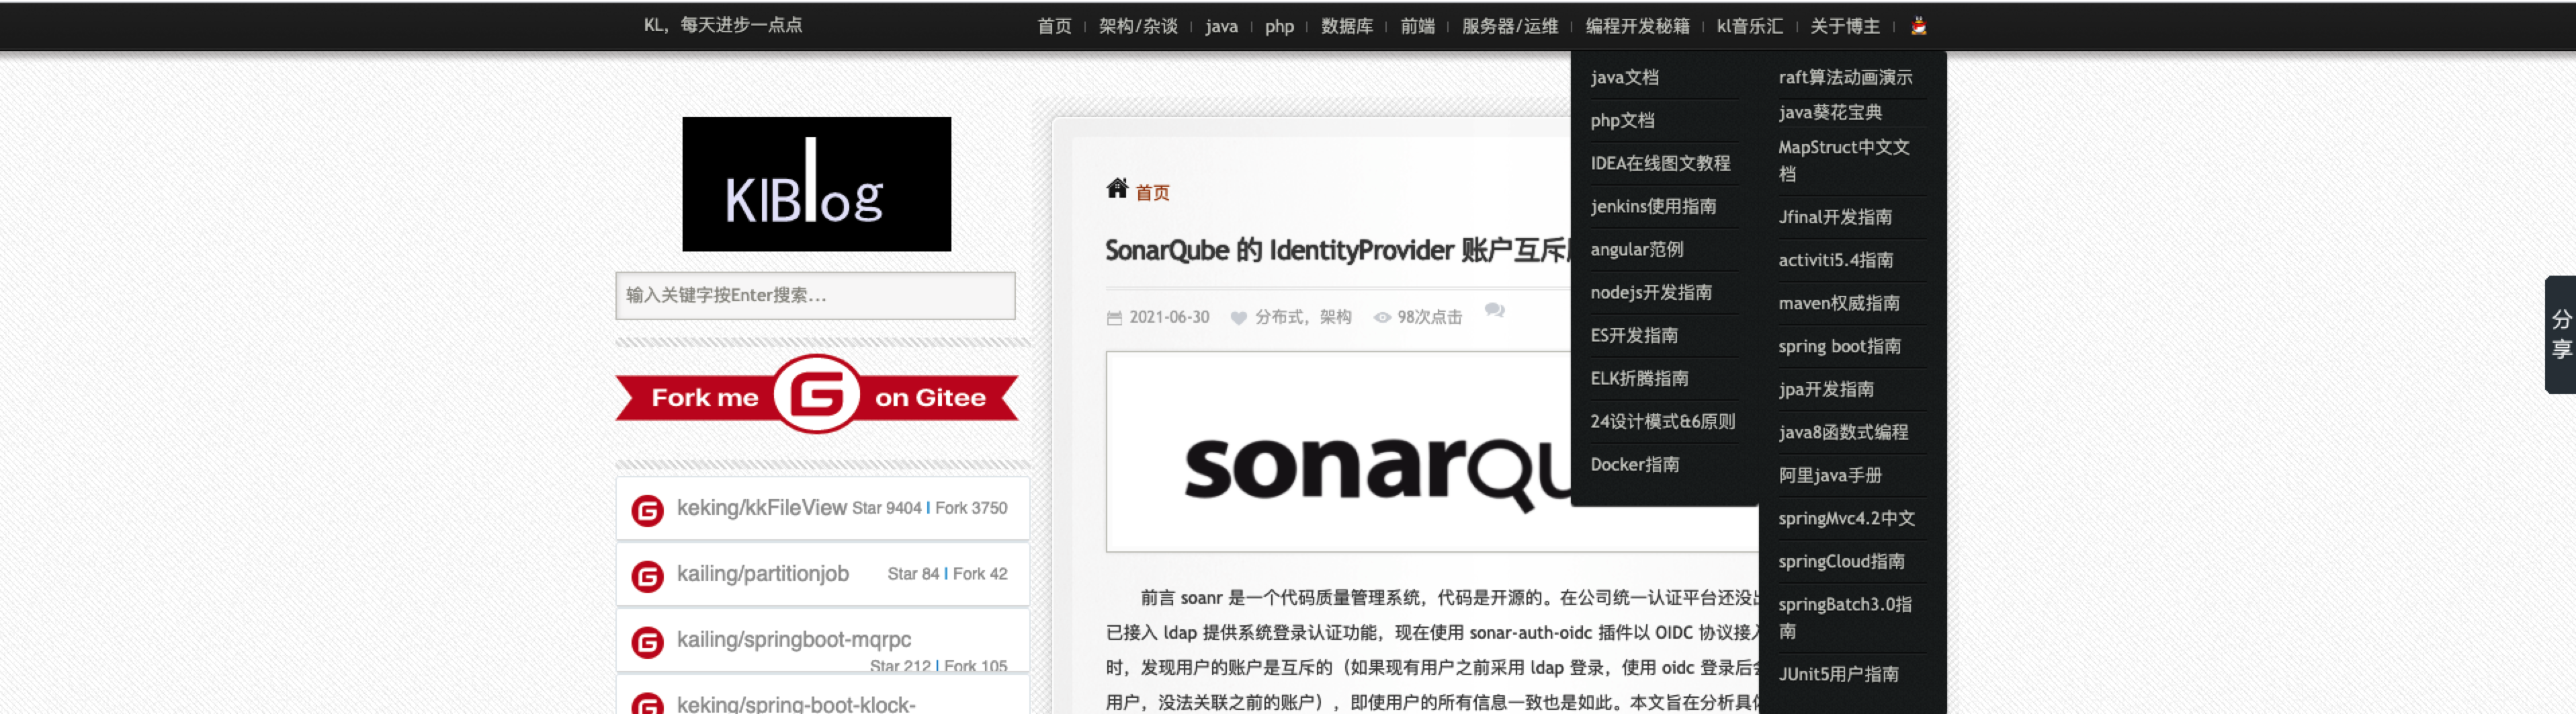 KL，每天进步一点点
首页
架构/杂谈
java
php
数据库
前端
服务器/运维
编程开发秘籍
kl音乐汇
关于博主
java文档
php文档
IDEA在线图文教程
jenkins使用指南
angular范例
nodejs开发指南
ES开发指南
ELK折腾指南
24设计模式&6原则
Docker指南
raft算法动画演示
java葵花宝典
MapStruct中文文
档
Jfinal开发指南
activiti5.4指南
maven权威指南
spring boot指南
jpa开发指南
java8函数式编程
阿里java手册
springMvc4.2中文
springCloud指南
springBatch3.0指
南
JUnit5用户指南
KlBlog
输入关键字按Enter搜索...
Fork me G on Gitee
G keking/kkFileView Star 9404 | Fork 3750
G kailing/partitionjob Star 84 | Fork 42
G kailing/springboot-mqrpc
Star 212 | Fork 105
G keking/spring-boot-klock-
首页
SonarQube 的 IdentityProvider 账户互斥
2021-06-30 分布式，架构 98次点击
sonarqu
前言 soanr 是一个代码质量管理系统，代码是开源的。在公司统一认证平台还没
已接入 ldap 提供系统登录认证功能，现在使用 sonar-auth-oidc 插件以 OIDC 协议接
时，发现用户的账户是互斥的（如果现有用户之前采用 ldap 登录，使用 oidc 登录后
用户，没法关联之前的账户），即使用户的所有信息一致也是如此。本文旨在分析具
分
享